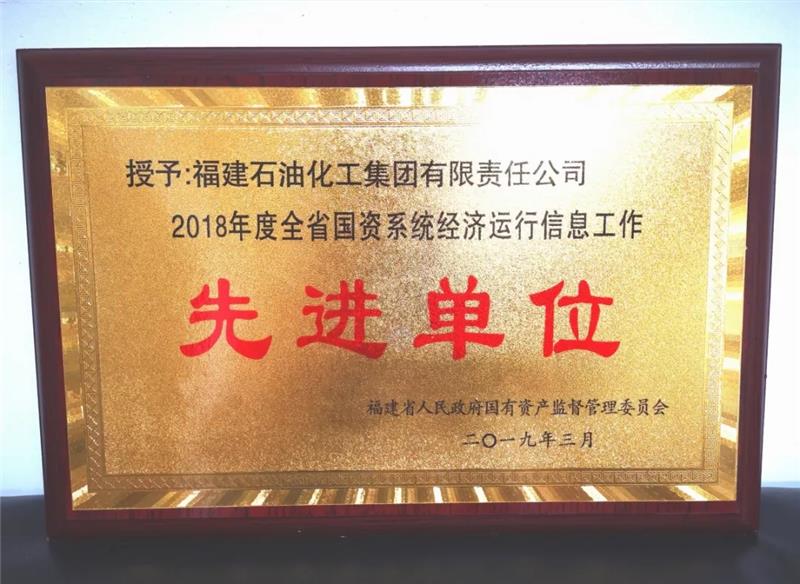 授予:福建石油化工集团有限责任公司
2018年度全省国资系统经济运行信息工作
先进单位
福建省人民政府国有资产监督管理委员会
二〇一九年三月